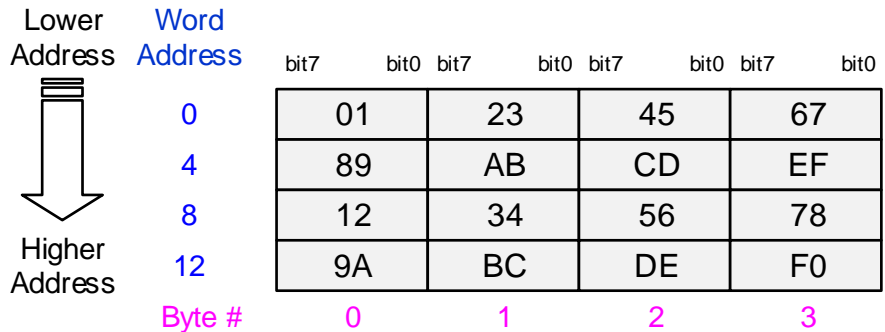 Lower Word
Address Address bit7 bit0 bit7 bit0 bit7 bit0 bit7 bit0
0 01 23 45 67
4 89 AB CD EF
8 12 34 56 78
Higher
Address 12 9A BC DE F0
Byte # 0 1 2 3